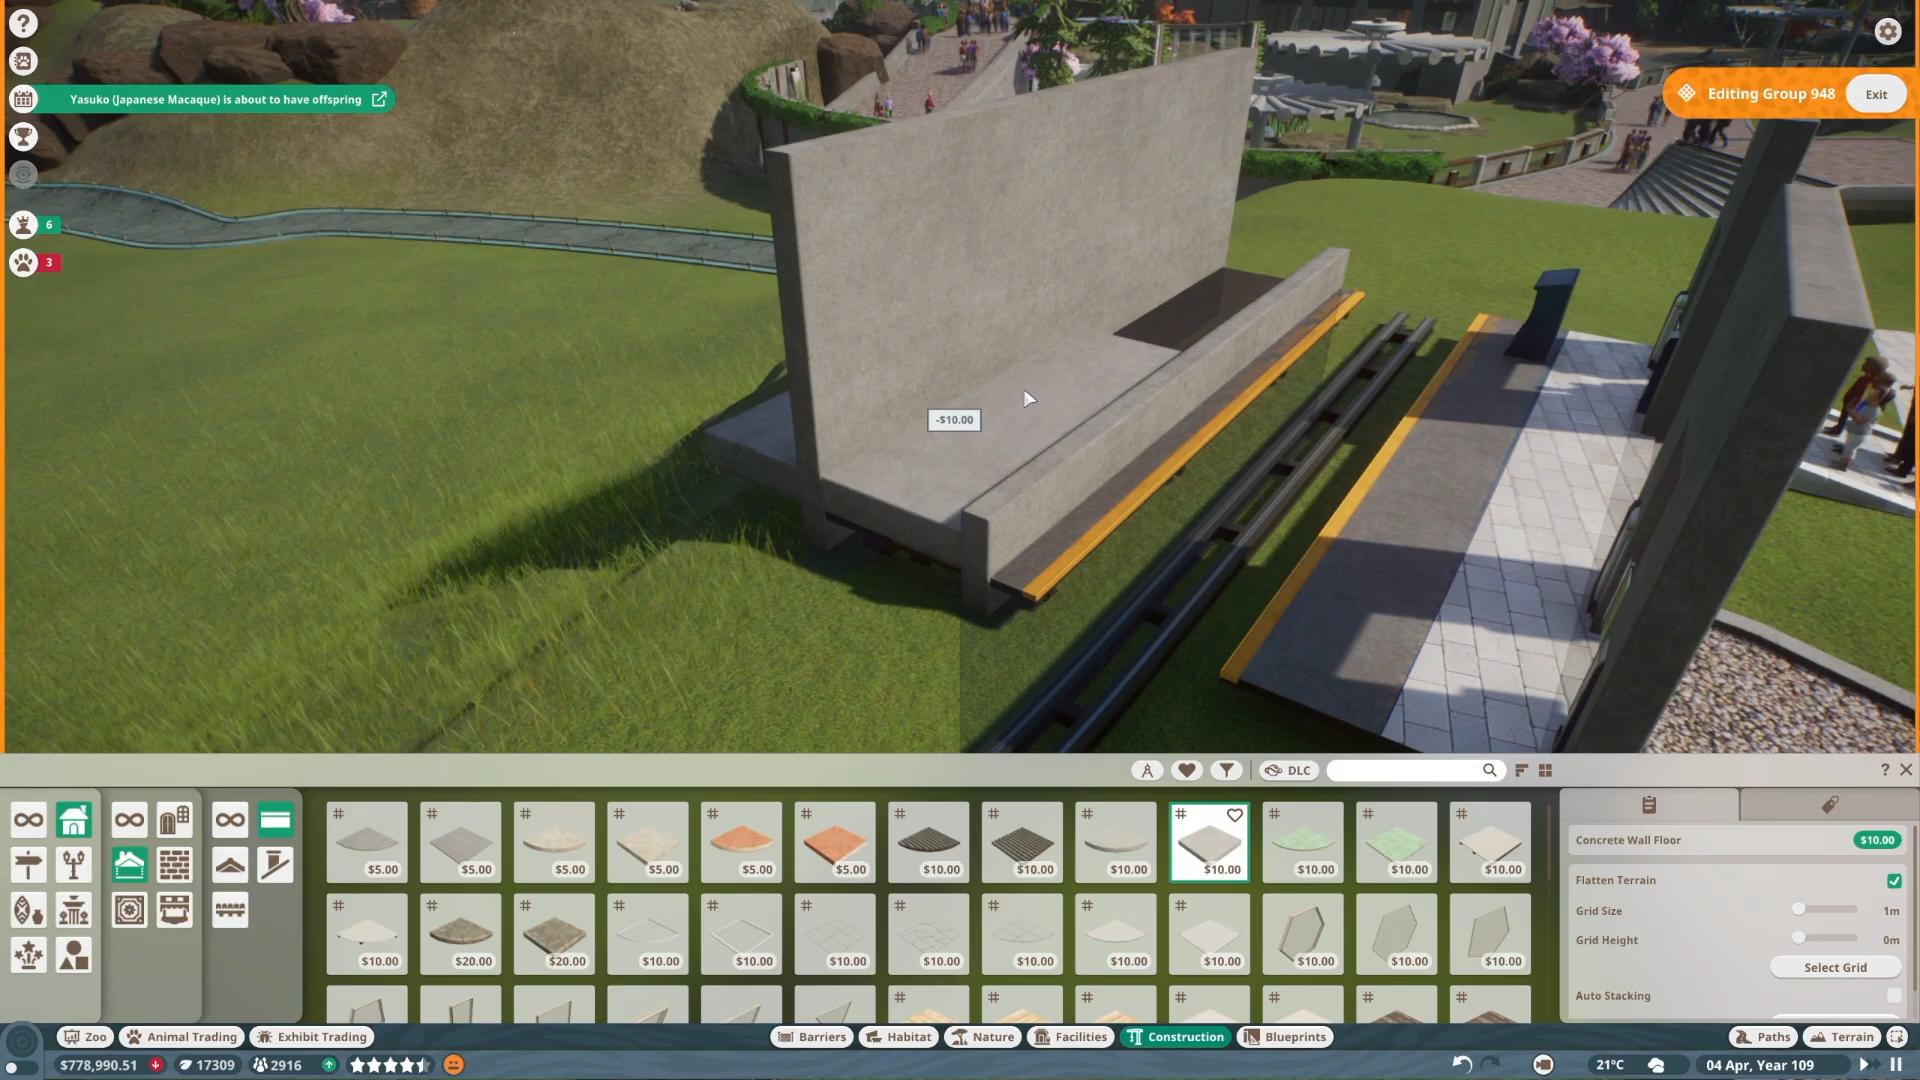 ?
Yasuko (Japanese Macaque) is about to have offspring
Editing Group 948
Exit
6
3
-$10.00
DLC
?
# $5.00
# $5.00
# $5.00
# $5.00
# $5.00
# $5.00
# $10.00
# $10.00
# $10.00
# $10.00
# $10.00
# $10.00
# $10.00
# $10.00
# $20.00
# $20.00
# $10.00
# $10.00
# $10.00
# $10.00
# $10.00
# $10.00
# $10.00
$10.00
$10.00
$10.00
# # # # # # #
Concrete Wall Floor
$10.00
Flatten Terrain
Grid Size
1m
Grid Height
0m
Select Grid
Auto Stacking
Zoo
Animal Trading
Exhibit Trading
Barriers
Habitat
Nature
Facilities
Construction
Blueprints
Paths
Terrain
$778,990.51
17309
2916
21°C
04 Apr, Year 109